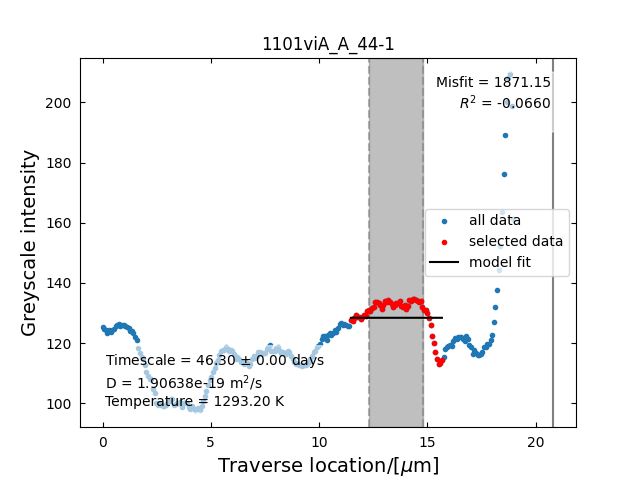 1101viA_A_44-1
Misfit = 1871.15
R² = -0.0660
200
180
160
140
120
100
Greyscale intensity
all data
selected data
model fit
Timescale = 46.30 ± 0.00 days
D = 1.90638e-19 m²/s
Temperature = 1293.20 K
0 5 10 15 20
Traverse location/[μm]